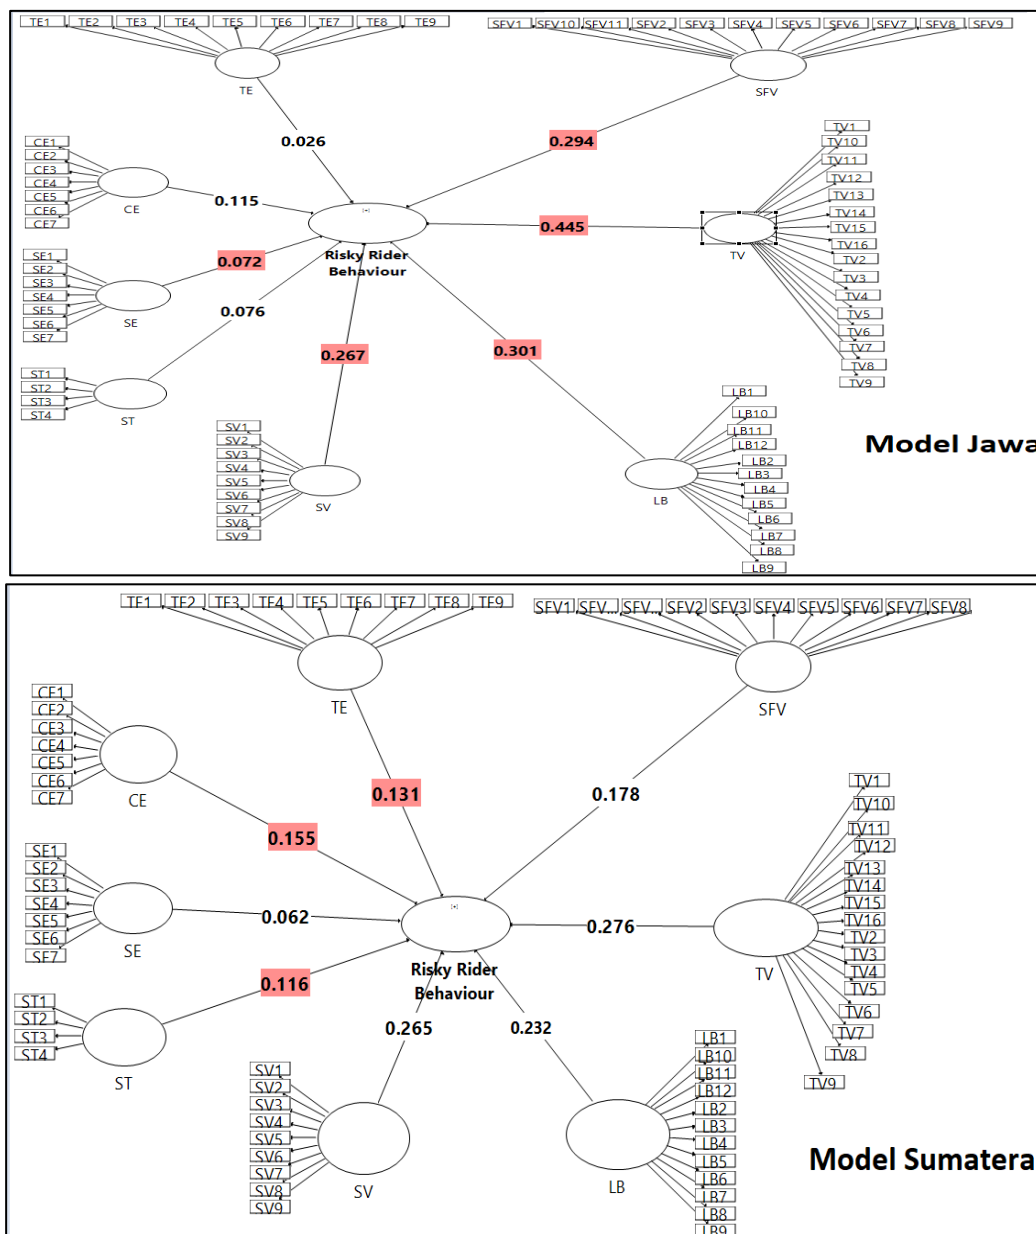 TE1 TE2 TE3 TE4 TE5 TE6 TE7 TE8 TE9
SFV1 SFV10 SFV11 SFV2 SFV3 SFV4 SFV5 SFV6 SFV7 SFV8 SFV9
TE
SFV
CE1
CE2
CE3
CE4
CE5
CE6
CE7
CE
0.026
0.294
0.115
TV1
TV10
TV11
TV12
TV13
TV14
TV15
TV16
TV2
TV3
TV4
TV5
TV6
TV7
TV8
TV9
TV
0.445
Risky Rider
Behaviour
SE1
SE2
SE3
SE4
SE5
SE6
SE7
SE
0.072
0.076
0.267
0.301
ST1
ST2
ST3
ST4
ST
SV1
SV2
SV3
SV4
SV5
SV6
SV7
SV8
SV9
SV
LB1
LB10
LB11
LB12
LB2
LB3
LB4
LB5
LB6
LB7
LB8
LB9
LB
Model Jawa
TE1 TE2 TE3 TE4 TE5 TE6 TE7 TE8 TE9
SFV1 SFV... SFV... SFV2 SFV3 SFV4 SFV5 SFV6 SFV7 SFV8
TE
SFV
CE1
CE2
CE3
CE4
CE5
CE6
CE7
CE
0.131
0.178
0.155
TV1
TV10
TV11
TV12
TV13
TV14
TV15
TV16
TV2
TV3
TV4
TV5
TV6
TV7
TV8
TV9
TV
SE1
SE2
SE3
SE4
SE5
SE6
SE7
SE
0.062
0.276
Risky Rider
Behaviour
0.116
0.265
0.232
ST1
ST2
ST3
ST4
ST
SV1
SV2
SV3
SV4
SV5
SV6
SV7
SV8
SV9
SV
LB1
LB10
LB11
LB12
LB2
LB3
LB4
LB5
LB6
LB7
LB8
LB9
LB
Model Sumatera